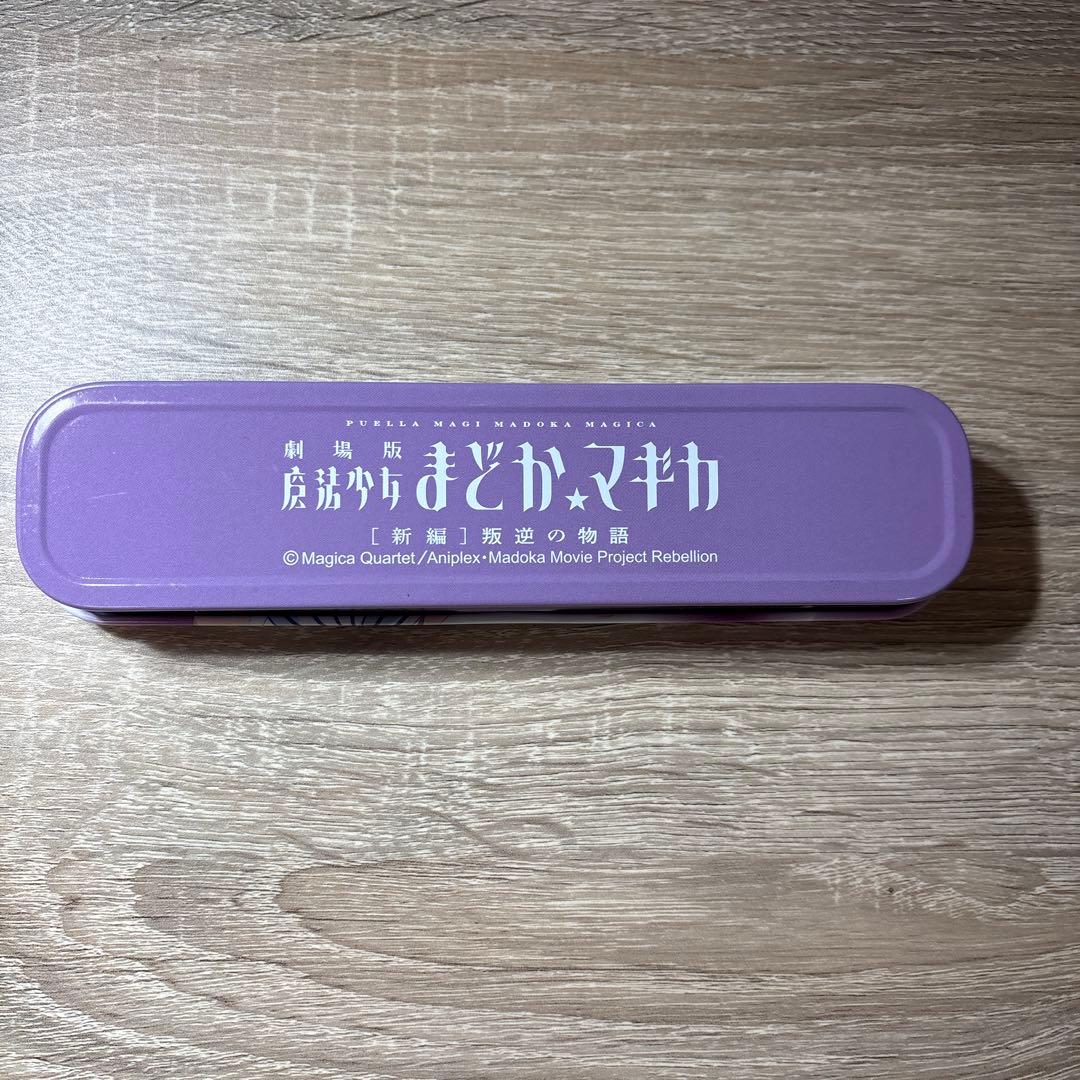 PUELLA MAGI MADOKA MAGICA
劇場版
魔法少女まどか★マギカ
[新編]叛逆の物語
©Magica Quartet/Aniplex・Madoka Movie Project Rebellion